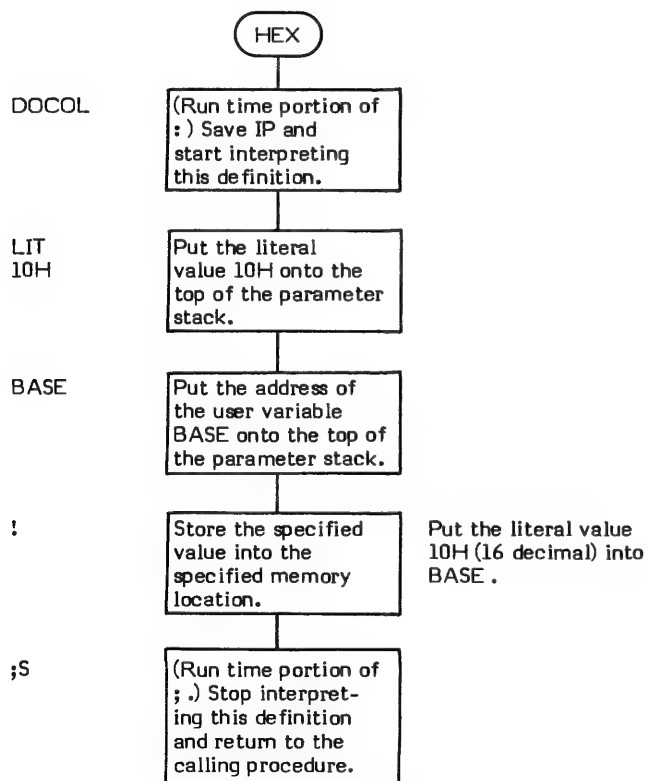 HEX
DOCOL
(Run time portion of
: ) Save IP and
start interpreting
this definition.
LIT
10H
Put the literal
value 10H onto the
top of the parameter
stack.
BASE
Put the address of
the user variable
BASE onto the top of
the parameter stack.
!
Store the specified
value into the
specified memory
location.
Put the literal value
10H (16 decimal) into
BASE .
;S
(Run time portion of
; .) Stop interpret-
ing this definition
and return to the
calling procedure.